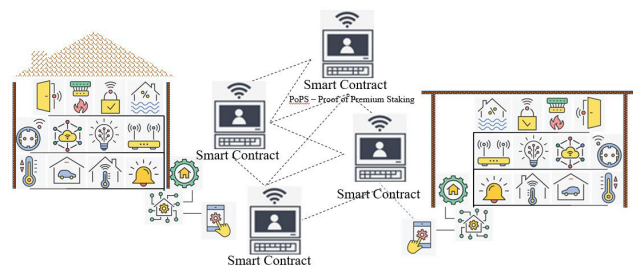 Smart Contract
PoPS – Proof of Premium Staking
Smart Contract
Smart Contract
Smart Contract
%
%